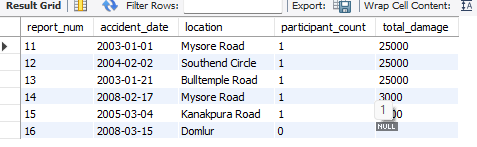 Result Grid Filter Rows: Export: Wrap Cell Content:
report_num accident_date location participant_count total_damage
11 2003-01-01 Mysore Road 1 25000
12 2004-02-02 Southend Circle 1 25000
13 2003-01-21 Bulltemple Road 1 25000
14 2008-02-17 Mysore Road 1 3000
15 2005-03-04 Kanakpura Road 1
16 2008-03-15 Domlur 0 NULL
1